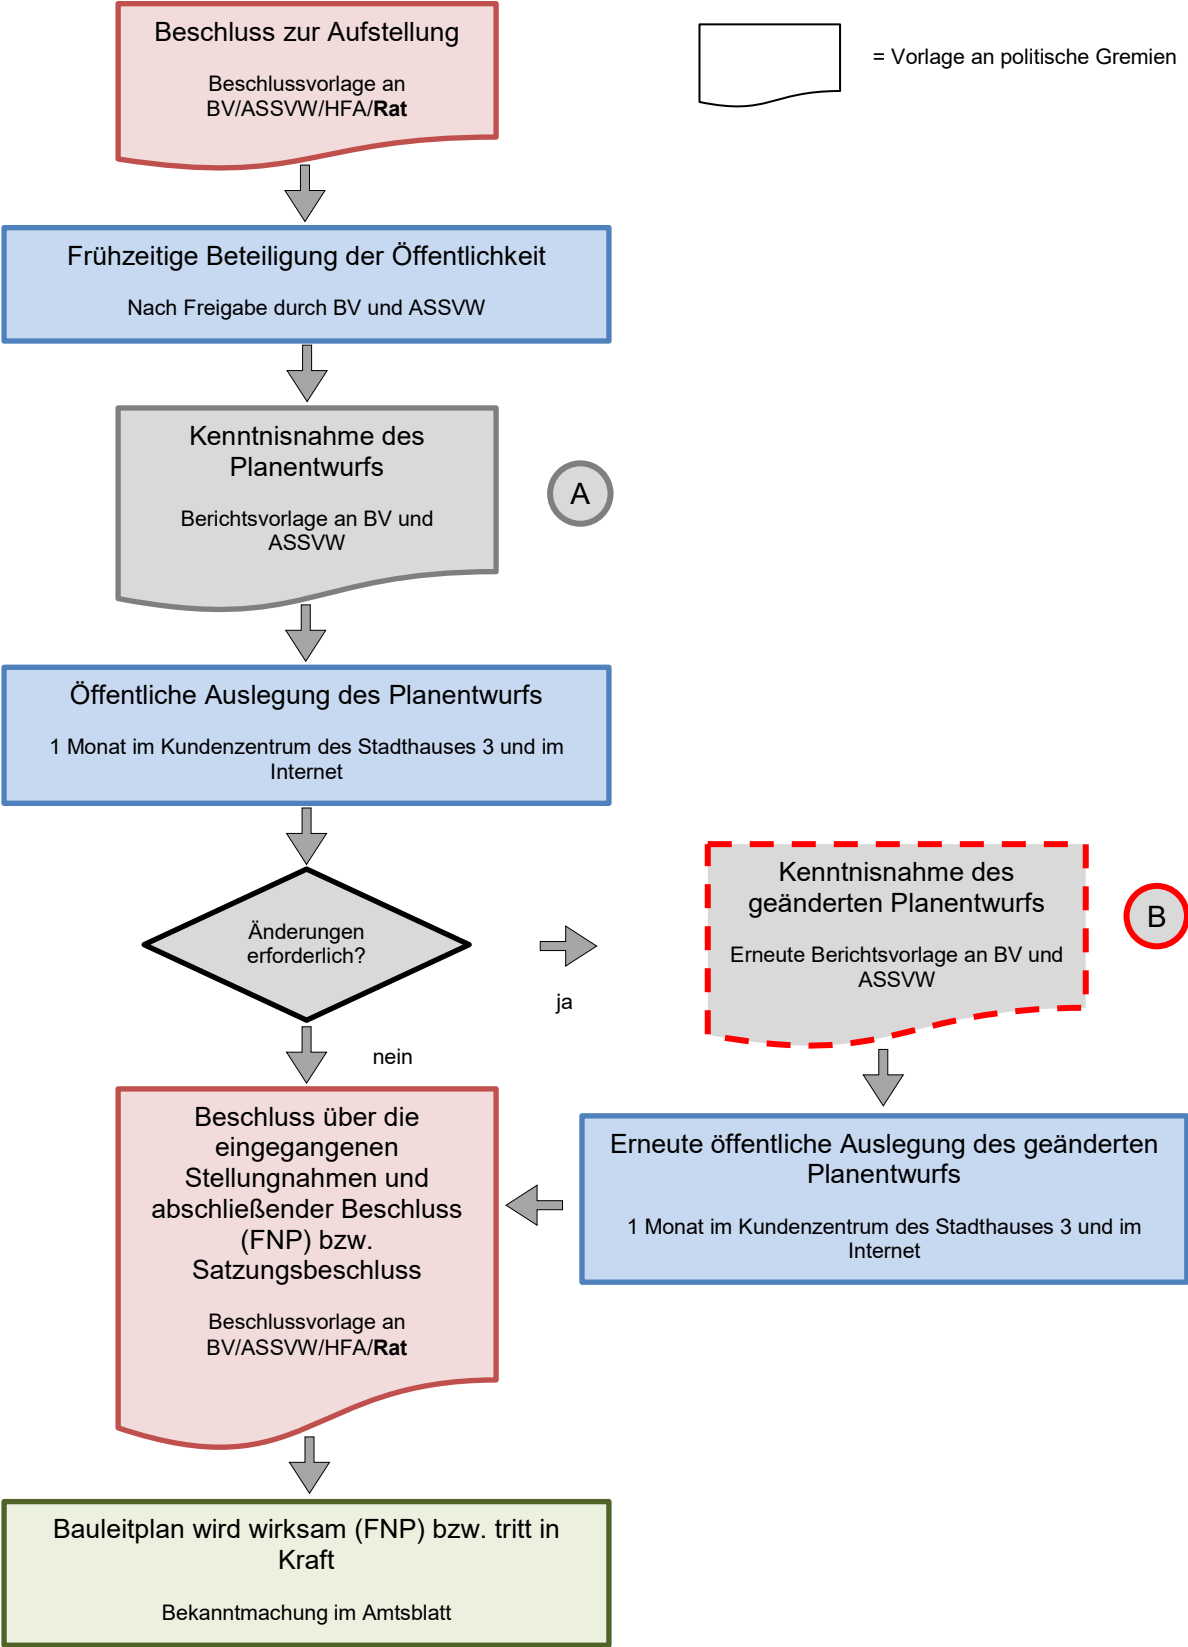 Beschluss zur Aufstellung
Beschlussvorlage an
BV/ASSVW/HFA/Rat
= Vorlage an politische Gremien
Frühzeitige Beteiligung der Öffentlichkeit
Nach Freigabe durch BV und ASSVW
Kenntnisnahme des
Planentwurfs
Berichtsvorlage an BV und
ASSVW
A
Öffentliche Auslegung des Planentwurfs
1 Monat im Kundenzentrum des Stadthauses 3 und im
Internet
Änderungen
erforderlich?
ja
nein
Kenntnisnahme des
geänderten Planentwurfs
Erneute Berichtsvorlage an BV und
ASSVW
B
Erneute öffentliche Auslegung des geänderten
Planentwurfs
1 Monat im Kundenzentrum des Stadthauses 3 und im
Internet
Beschluss über die
eingegangenen
Stellungnahmen und
abschließender Beschluss
(FNP) bzw.
Satzungsbeschluss
Beschlussvorlage an
BV/ASSVW/HFA/Rat
Bauleitplan wird wirksam (FNP) bzw. tritt in
Kraft
Bekanntmachung im Amtsblatt